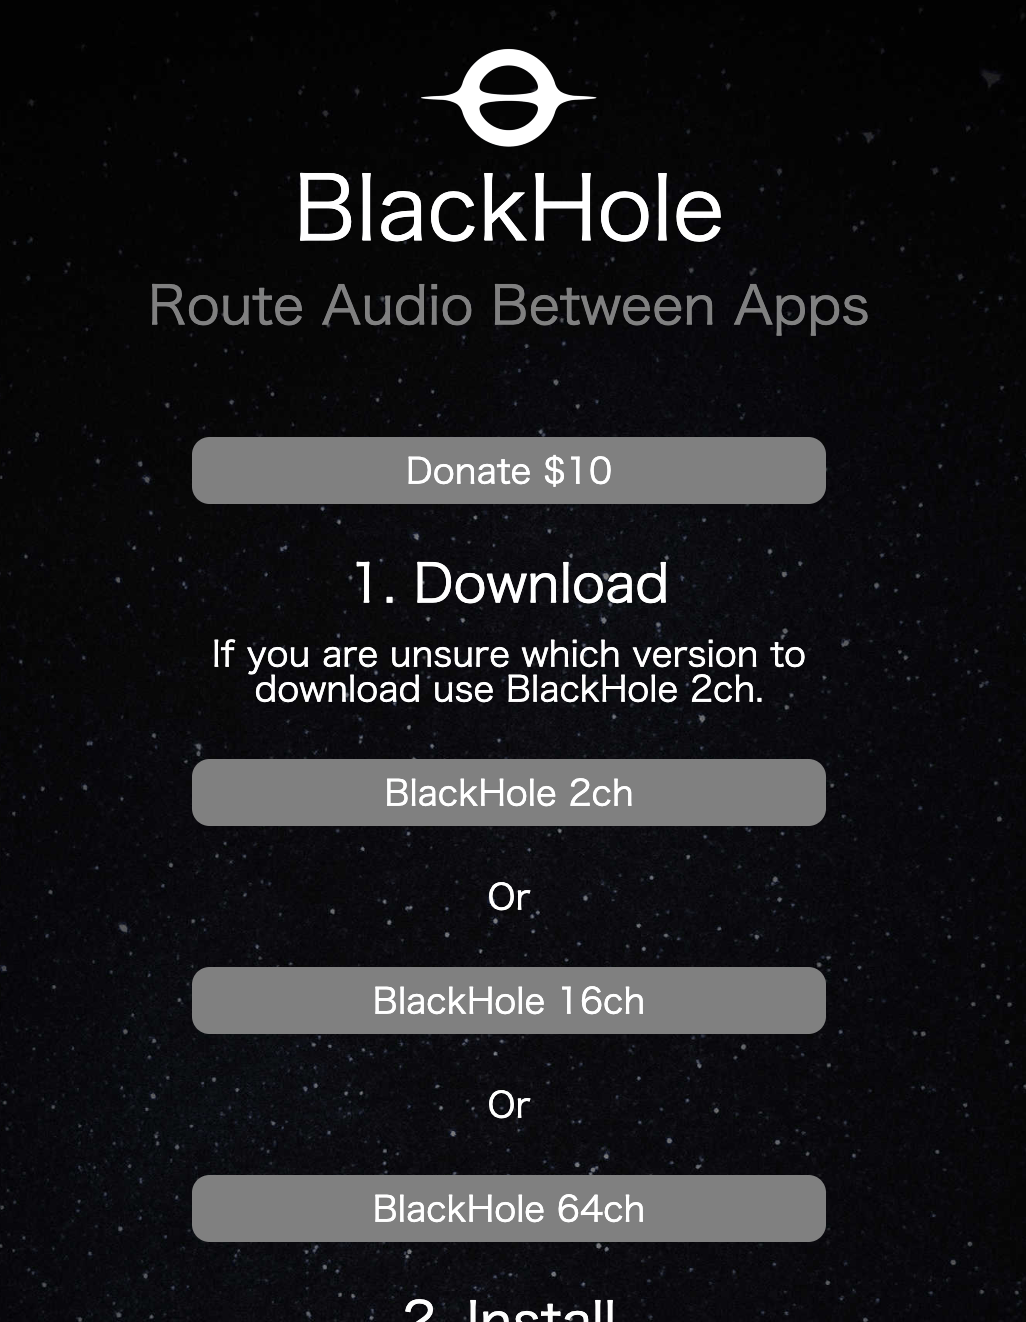 BlackHole
Route Audio Between Apps
Donate $10
1. Download
If you are unsure which version to
download use BlackHole 2ch.
BlackHole 2ch
Or
BlackHole 16ch
Or
BlackHole 64ch
2. Install